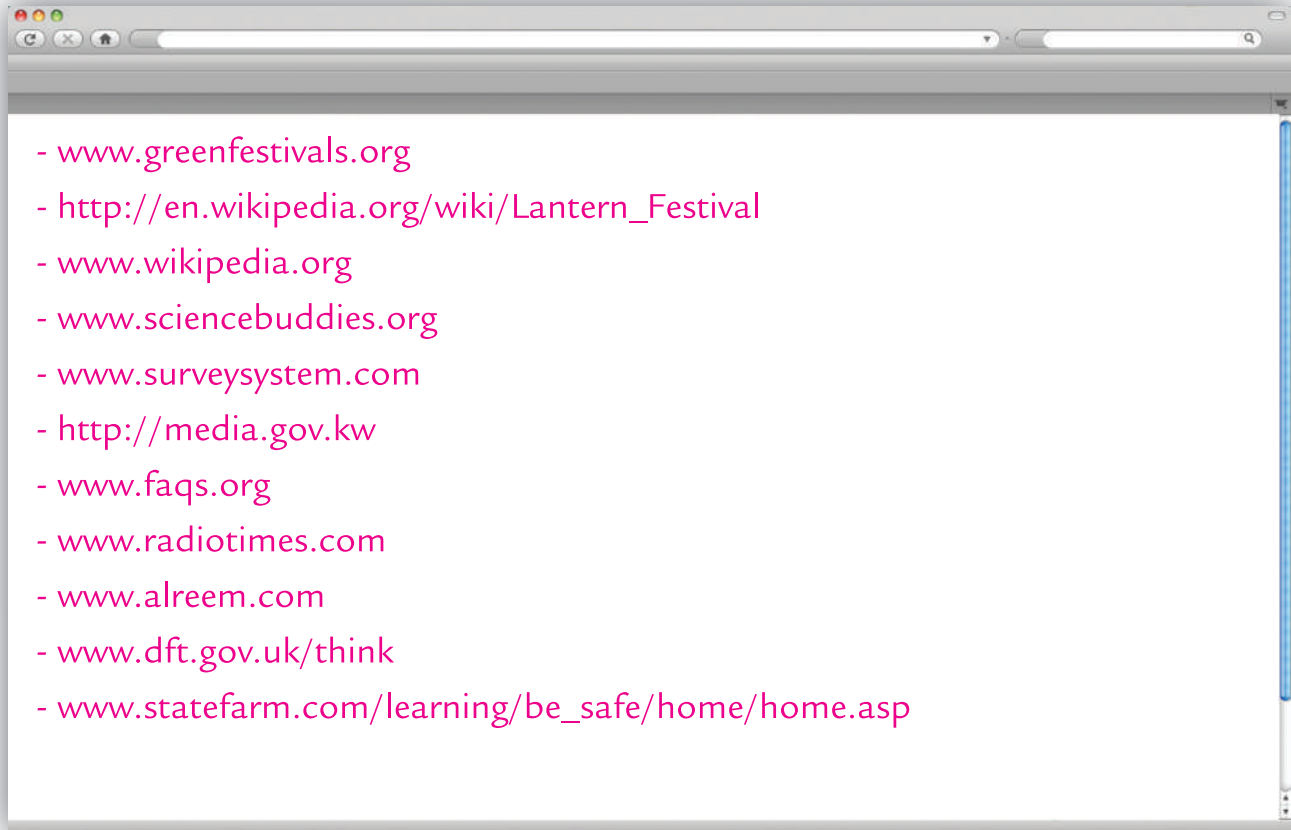 - www.greenfestivals.org
- http://en.wikipedia.org/wiki/Lantern_Festival
- www.wikipedia.org
- www.sciencebuddies.org
- www.surveysystem.com
- http://media.gov.kw
- www.faqs.org
- www.radiotimes.com
- www.alreem.com
- www.dft.gov.uk/think
- www.statefarm.com/learning/be_safe/home/home.asp